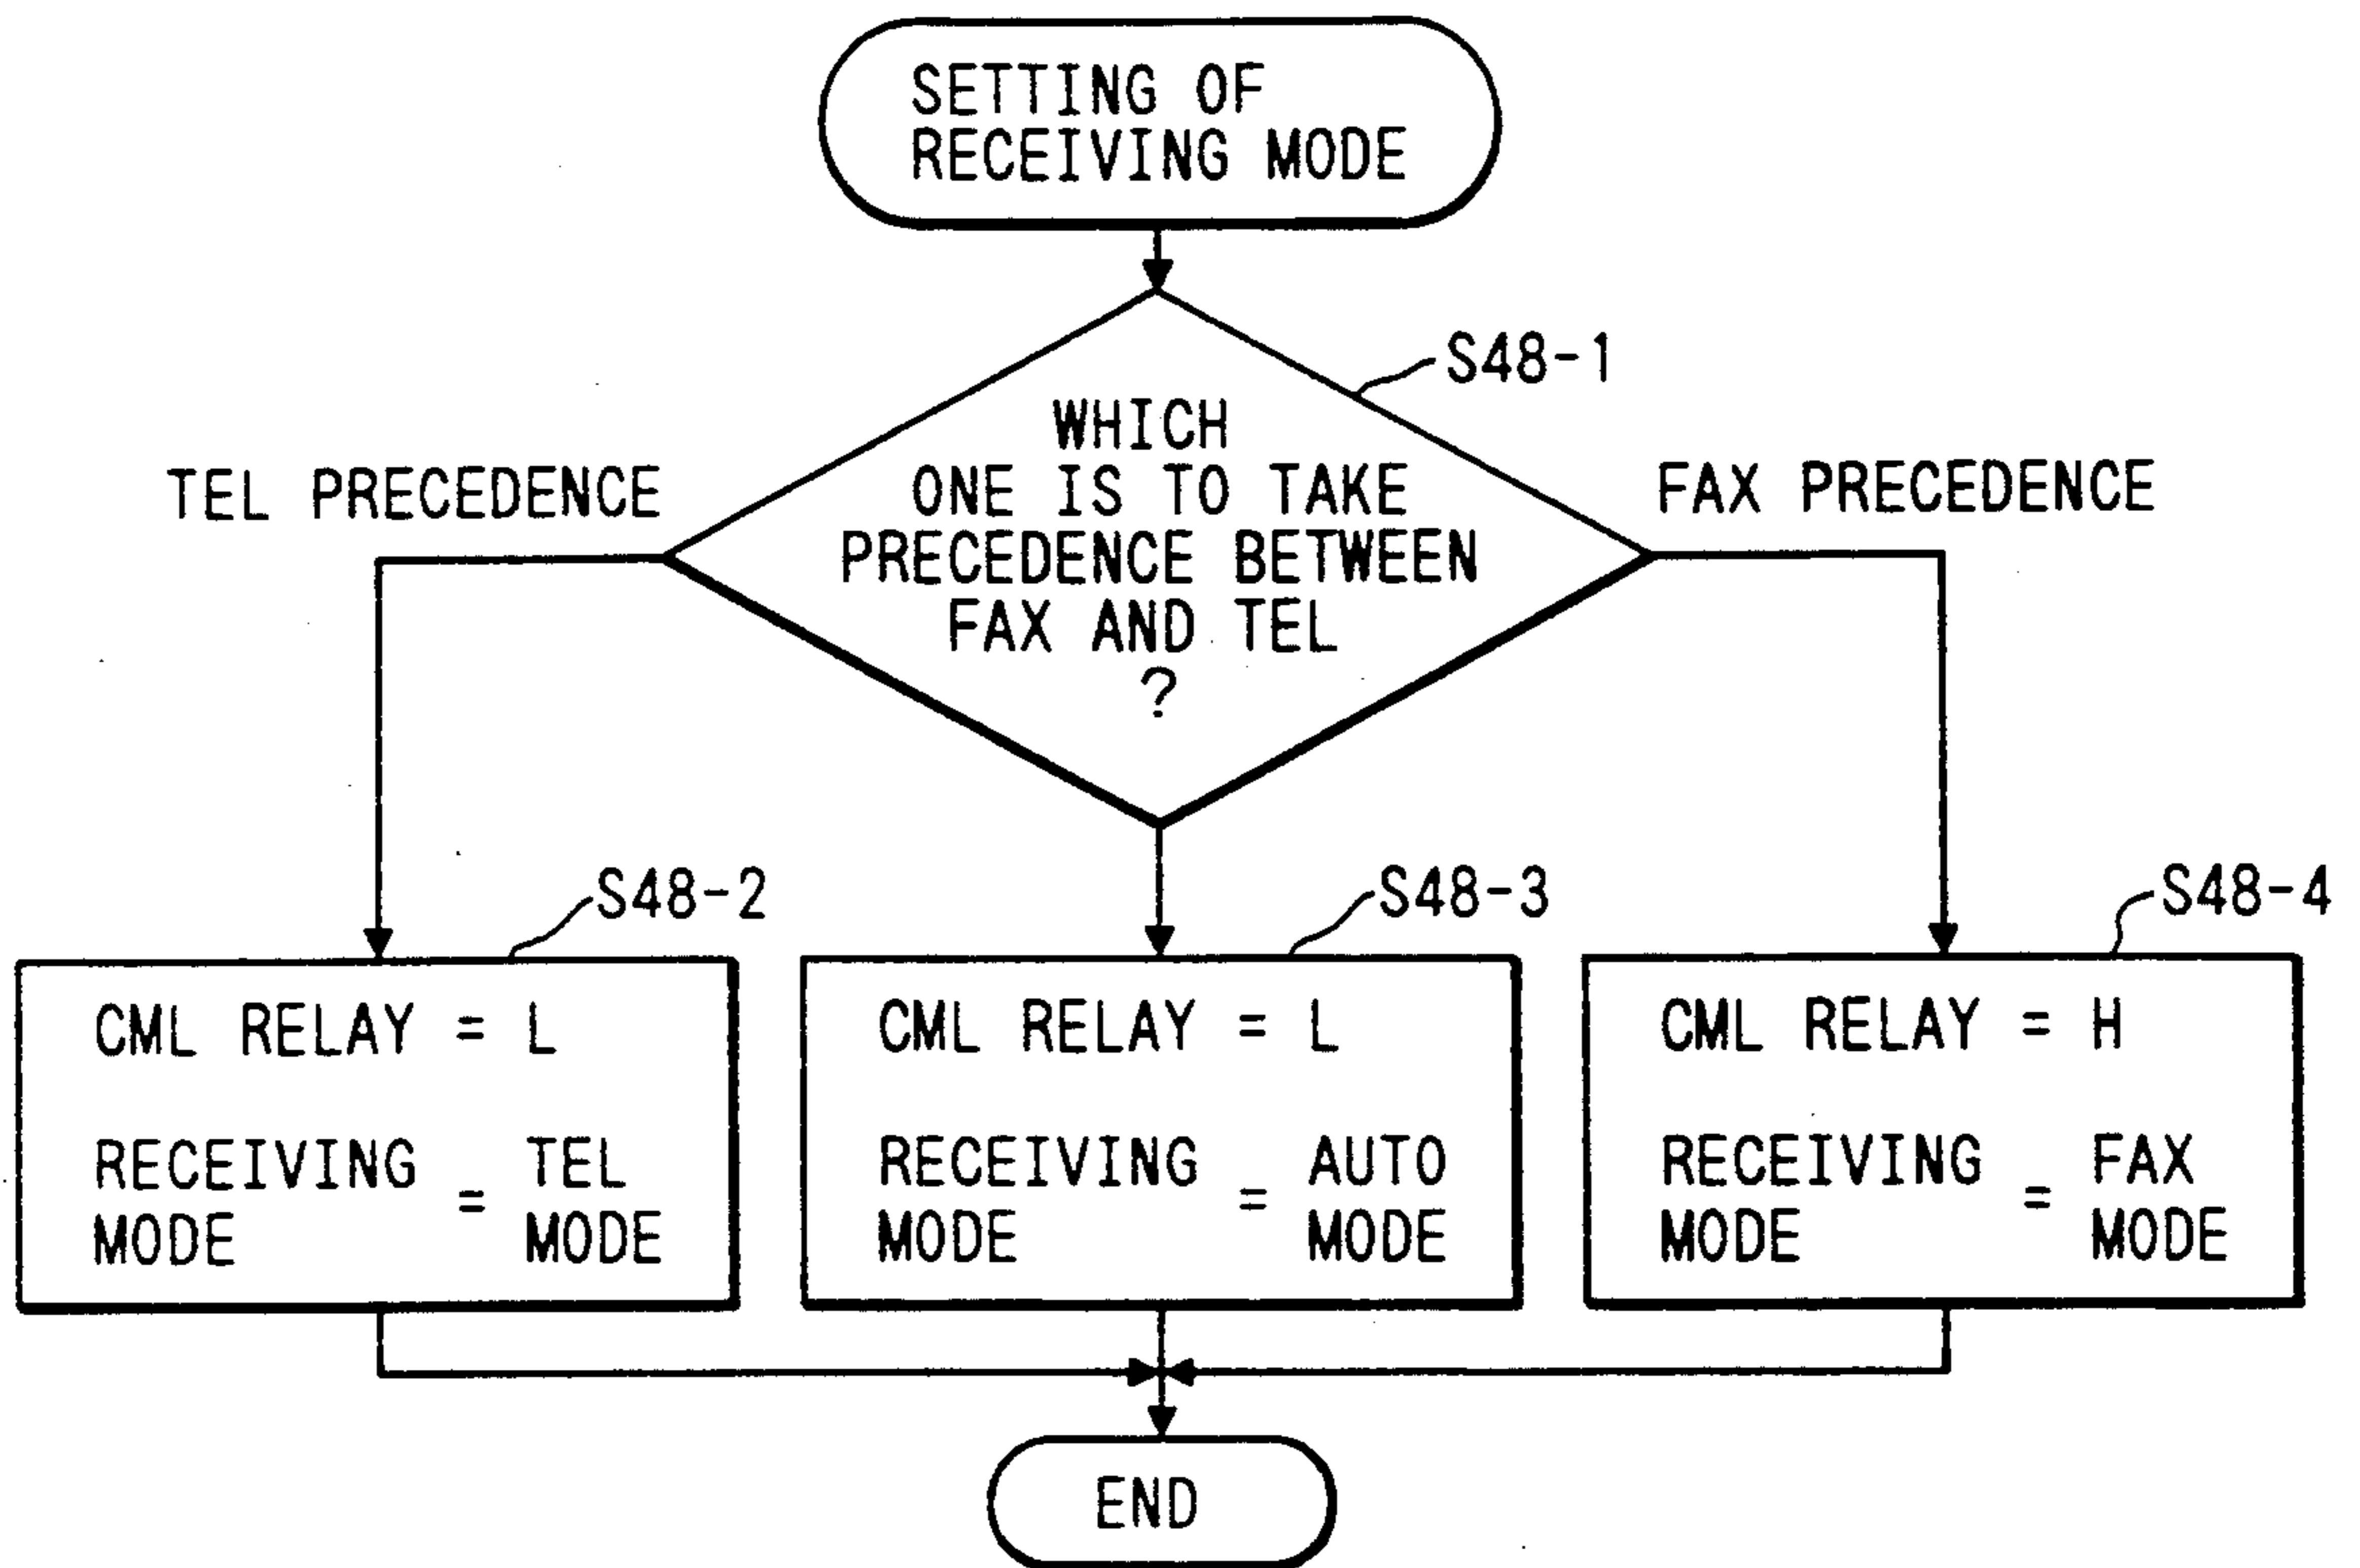 SETTING OF
RECEIVING MODE
S48-1
WHICH
ONE IS TO TAKE
PRECEDENCE BETWEEN
FAX AND TEL
?
TEL PRECEDENCE
FAX PRECEDENCE
S48-2
CML RELAY = L
RECEIVING MODE = TEL MODE
S48-3
CML RELAY = L
RECEIVING MODE = AUTO MODE
S48-4
CML RELAY = H
RECEIVING MODE = FAX MODE
END